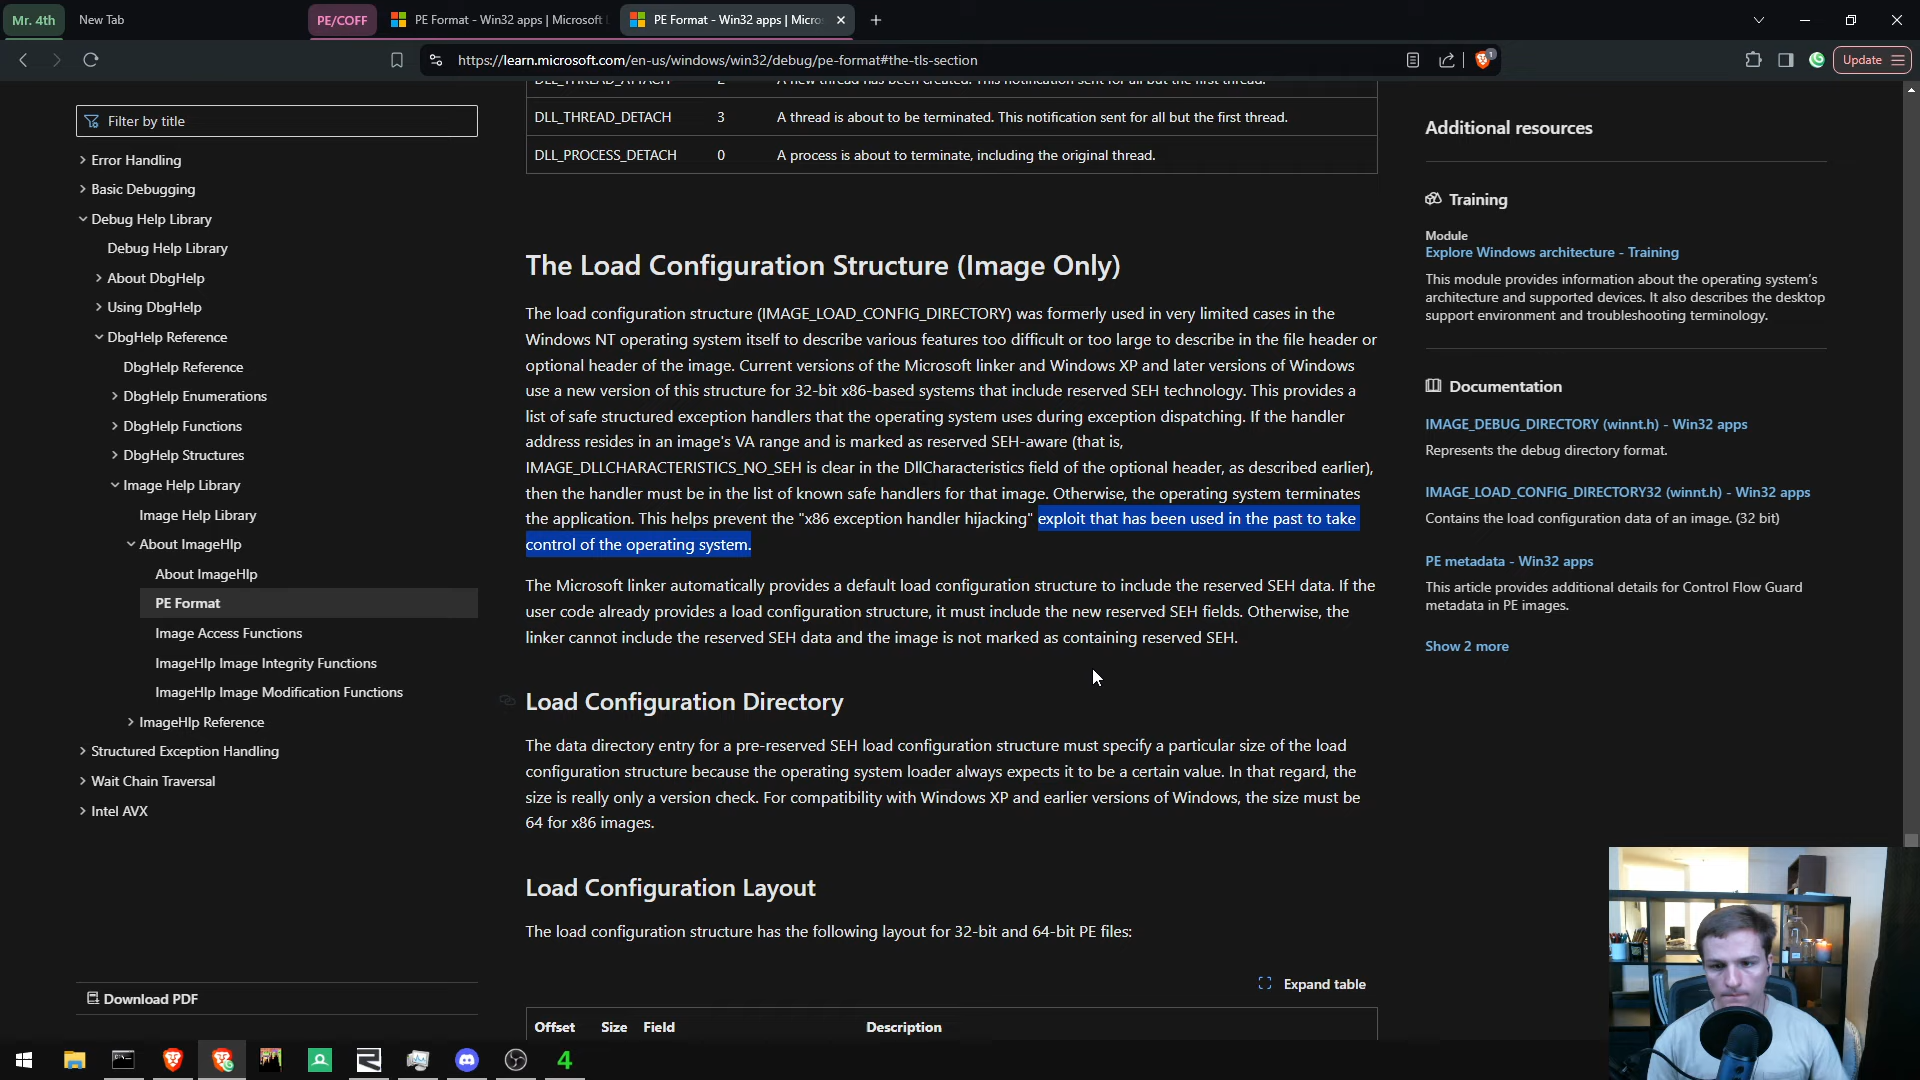 Mr. 4th
New Tab
PE/COFF
PE Format - Win32 apps | Microsoft
PE Format - Win32 apps | Micro
https://learn.microsoft.com/en-us/windows/win32/debug/pe-format#the-tls-section
1
Update
Filter by title
Error Handling
Basic Debugging
Debug Help Library
Debug Help Library
About DbgHelp
Using DbgHelp
DbgHelp Reference
DbgHelp Reference
DbgHelp Enumerations
DbgHelp Functions
DbgHelp Structures
Image Help Library
Image Help Library
About ImageHlp
About ImageHlp
PE Format
Image Access Functions
ImageHlp Image Integrity Functions
ImageHlp Image Modification Functions
ImageHlp Reference
Structured Exception Handling
Wait Chain Traversal
Intel AVX
Download PDF
DLL_THREAD_ATTACH 2 A new thread has been created. This notification sent for all but the first thread.
DLL_THREAD_DETACH 3 A thread is about to be terminated. This notification sent for all but the first thread.
DLL_PROCESS_DETACH 0 A process is about to terminate, including the original thread.
The Load Configuration Structure (Image Only)
The load configuration structure (IMAGE_LOAD_CONFIG_DIRECTORY) was formerly used in very limited cases in the
Windows NT operating system itself to describe various features too difficult or too large to describe in the file header or
optional header of the image. Current versions of the Microsoft linker and Windows XP and later versions of Windows
use a new version of this structure for 32-bit x86-based systems that include reserved SEH technology. This provides a
list of safe structured exception handlers that the operating system uses during exception dispatching. If the handler
address resides in an image's VA range and is marked as reserved SEH-aware (that is,
IMAGE_DLLCHARACTERISTICS_NO_SEH is clear in the DllCharacteristics field of the optional header, as described earlier),
then the handler must be in the list of known safe handlers for that image. Otherwise, the operating system terminates
the application. This helps prevent the "x86 exception handler hijacking" exploit that has been used in the past to take
control of the operating system.
The Microsoft linker automatically provides a default load configuration structure to include the reserved SEH data. If the
user code already provides a load configuration structure, it must include the new reserved SEH fields. Otherwise, the
linker cannot include the reserved SEH data and the image is not marked as containing reserved SEH.
Load Configuration Directory
The data directory entry for a pre-reserved SEH load configuration structure must specify a particular size of the load
configuration structure because the operating system loader always expects it to be a certain value. In that regard, the
size is really only a version check. For compatibility with Windows XP and earlier versions of Windows, the size must be
64 for x86 images.
Load Configuration Layout
The load configuration structure has the following layout for 32-bit and 64-bit PE files:
Expand table
Offset Size Field Description
Additional resources
Training
Module
Explore Windows architecture - Training
This module provides information about the operating system's
architecture and supported devices. It also describes the desktop
support environment and troubleshooting terminology.
Documentation
IMAGE_DEBUG_DIRECTORY (winnt.h) - Win32 apps
Represents the debug directory format.
IMAGE_LOAD_CONFIG_DIRECTORY32 (winnt.h) - Win32 apps
Contains the load configuration data of an image. (32 bit)
PE metadata - Win32 apps
This article provides additional details for Control Flow Guard
metadata in PE images.
Show 2 more
4